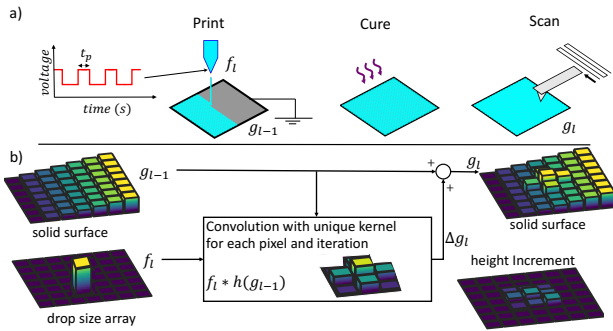 a)
Print
Cure
Scan
voltage
t_p
time (s)
f_l
g_{l-1}
g_l
b)
g_{l-1}
+
+
g_l
solid surface
solid surface
Convolution with unique kernel
for each pixel and iteration
Δg_l
f_l
f_l * h(g_{l-1})
height Increment
drop size array